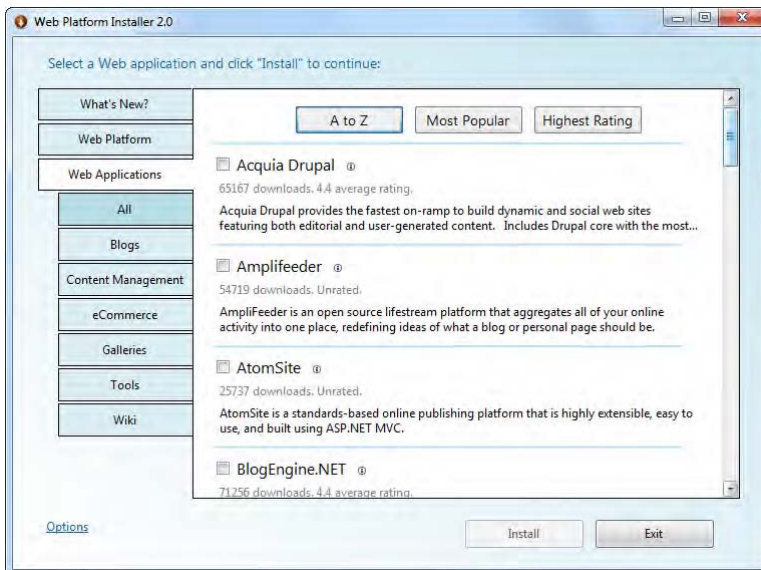 Web Platform Installer 2.0
Select a Web application and click "Install" to continue:
What's New?
Web Platform
Web Applications
All
Blogs
Content Management
eCommerce
Galleries
Tools
Wiki
A to Z
Most Popular
Highest Rating
Acquia Drupal
65167 downloads. 4.4 average rating.
Acquia Drupal provides the fastest on-ramp to build dynamic and social web sites
featuring both editorial and user-generated content. Includes Drupal core with the most...
Amplifeeder
54719 downloads. Unrated.
AmpliFeeder is an open source lifestream platform that aggregates all of your online
activity into one place, redefining ideas of what a blog or personal page should be.
AtomSite
25737 downloads. Unrated.
AtomSite is a standards-based online publishing platform that is highly extensible, easy to
use, and built using ASP.NET MVC.
BlogEngine.NET
71256 downloads. 4.4 average rating.
Options
Install
Exit